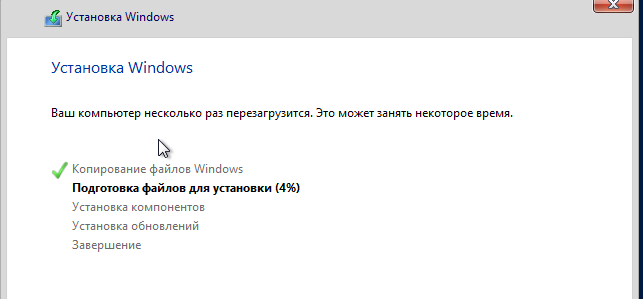 Установка Windows
Установка Windows
Ваш компьютер несколько раз перезагрузится. Это может занять некоторое время.
Копирование файлов Windows
Подготовка файлов для установки (4%)
Установка компонентов
Установка обновлений
Завершение